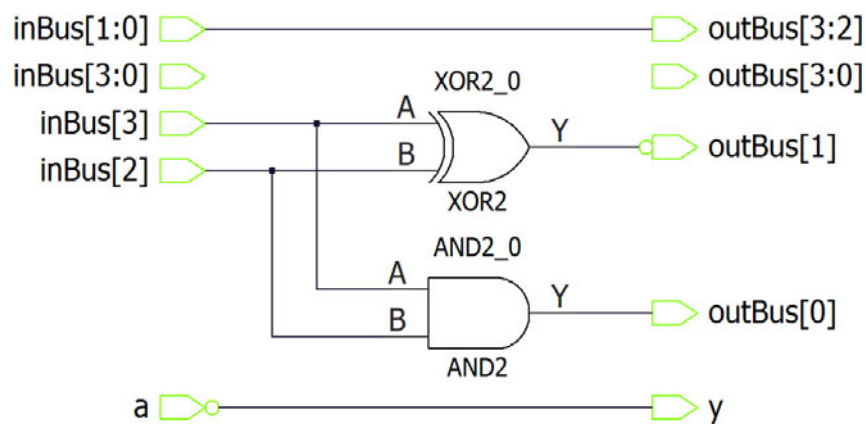 inBus[1:0] outBus[3:2]
inBus[3:0] XOR2_0 outBus[3:0]
inBus[3] A Y
inBus[2] B outBus[1]
XOR2
AND2_0
A Y
B outBus[0]
AND2
a y